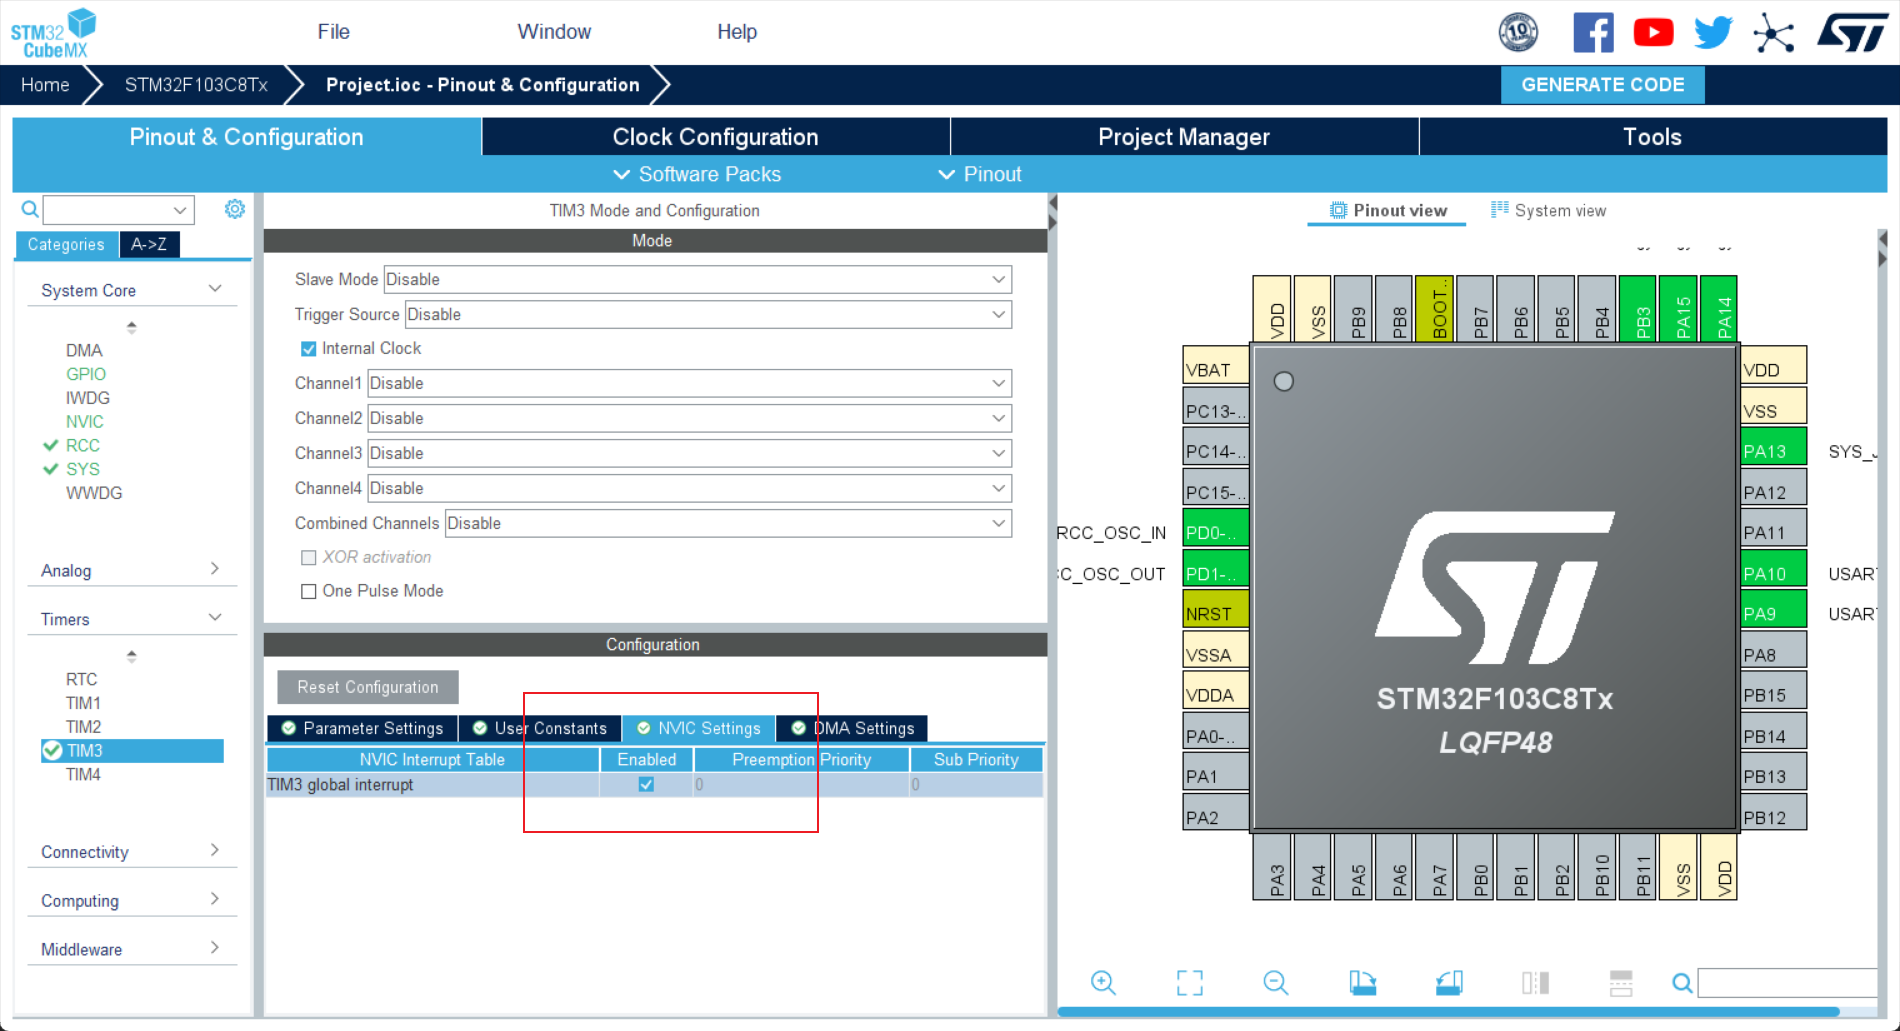 STM32
CubeMX
File
Window
Help
10
Home
STM32F103C8Tx
Project.ioc - Pinout & Configuration
GENERATE CODE
Pinout & Configuration
Clock Configuration
Project Manager
Tools
Software Packs
Pinout
Categories
A->Z
System Core
DMA
GPIO
IWDG
NVIC
RCC
SYS
WWDG
Analog
Timers
RTC
TIM1
TIM2
TIM3
TIM4
Connectivity
Computing
Middleware
TIM3 Mode and Configuration
Mode
Slave Mode Disable
Trigger Source Disable
Internal Clock
Channel1 Disable
Channel2 Disable
Channel3 Disable
Channel4 Disable
Combined Channels Disable
XOR activation
One Pulse Mode
Configuration
Reset Configuration
Parameter Settings
User Constants
NVIC Settings
DMA Settings
NVIC Interrupt Table
Enabled
Preemption Priority
Sub Priority
TIM3 global interrupt
0
0
Pinout view
System view
VDD
VSS
PB9
PB8
BOOT..
PB7
PB6
PB5
PB4
PB3
PA15
PA14
VBAT
PC13-..
PC14-..
PC15-..
RCC_OSC_IN
PD0-..
C_OSC_OUT
PD1-..
NRST
VSSA
VDDA
PA0-..
PA1
PA2
STM32F103C8Tx
LQFP48
VDD
VSS
PA13
SYS_J
PA12
PA11
PA10
USAR
PA9
USAR
PA8
PB15
PB14
PB13
PB12
PA3
PA4
PA5
PA6
PA7
PB0
PB1
PB2
PB10
PB11
VSS
VDD